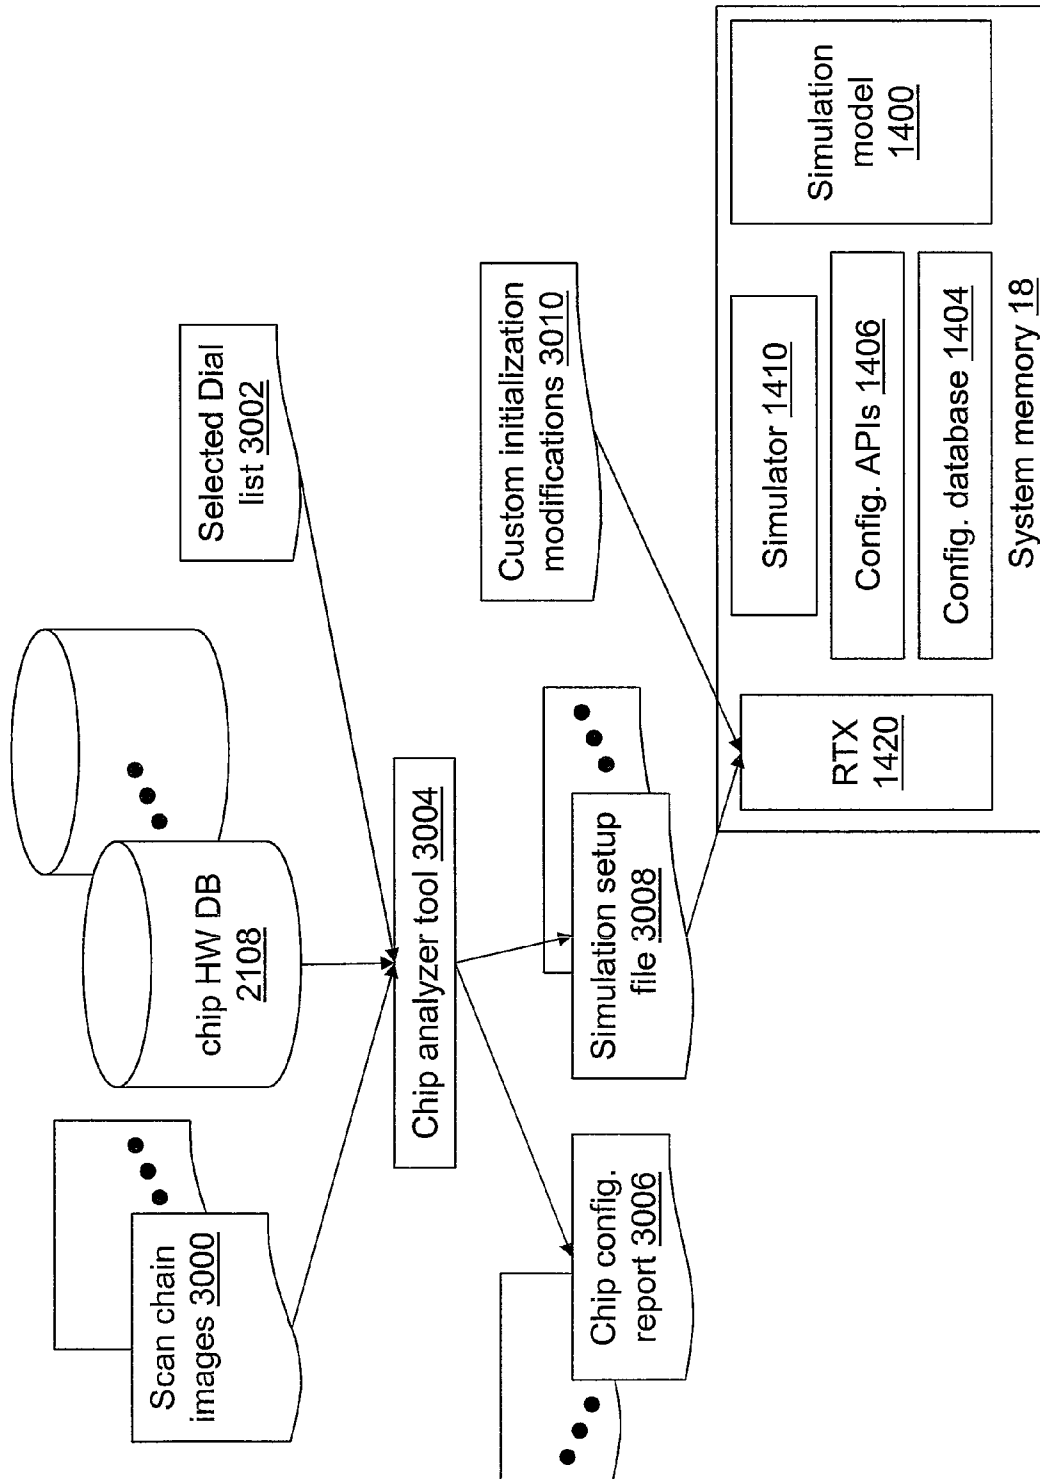 Scan chain
images 3000
chip HW DB
2108
Selected Dial
list 3002
Chip analyzer tool 3004
Chip config.
report 3006
Simulation setup
file 3008
Custom initialization
modifications 3010
RTX
1420
Simulator 1410
Config. APIs 1406
Config. database 1404
Simulation
model
1400
System memory 18